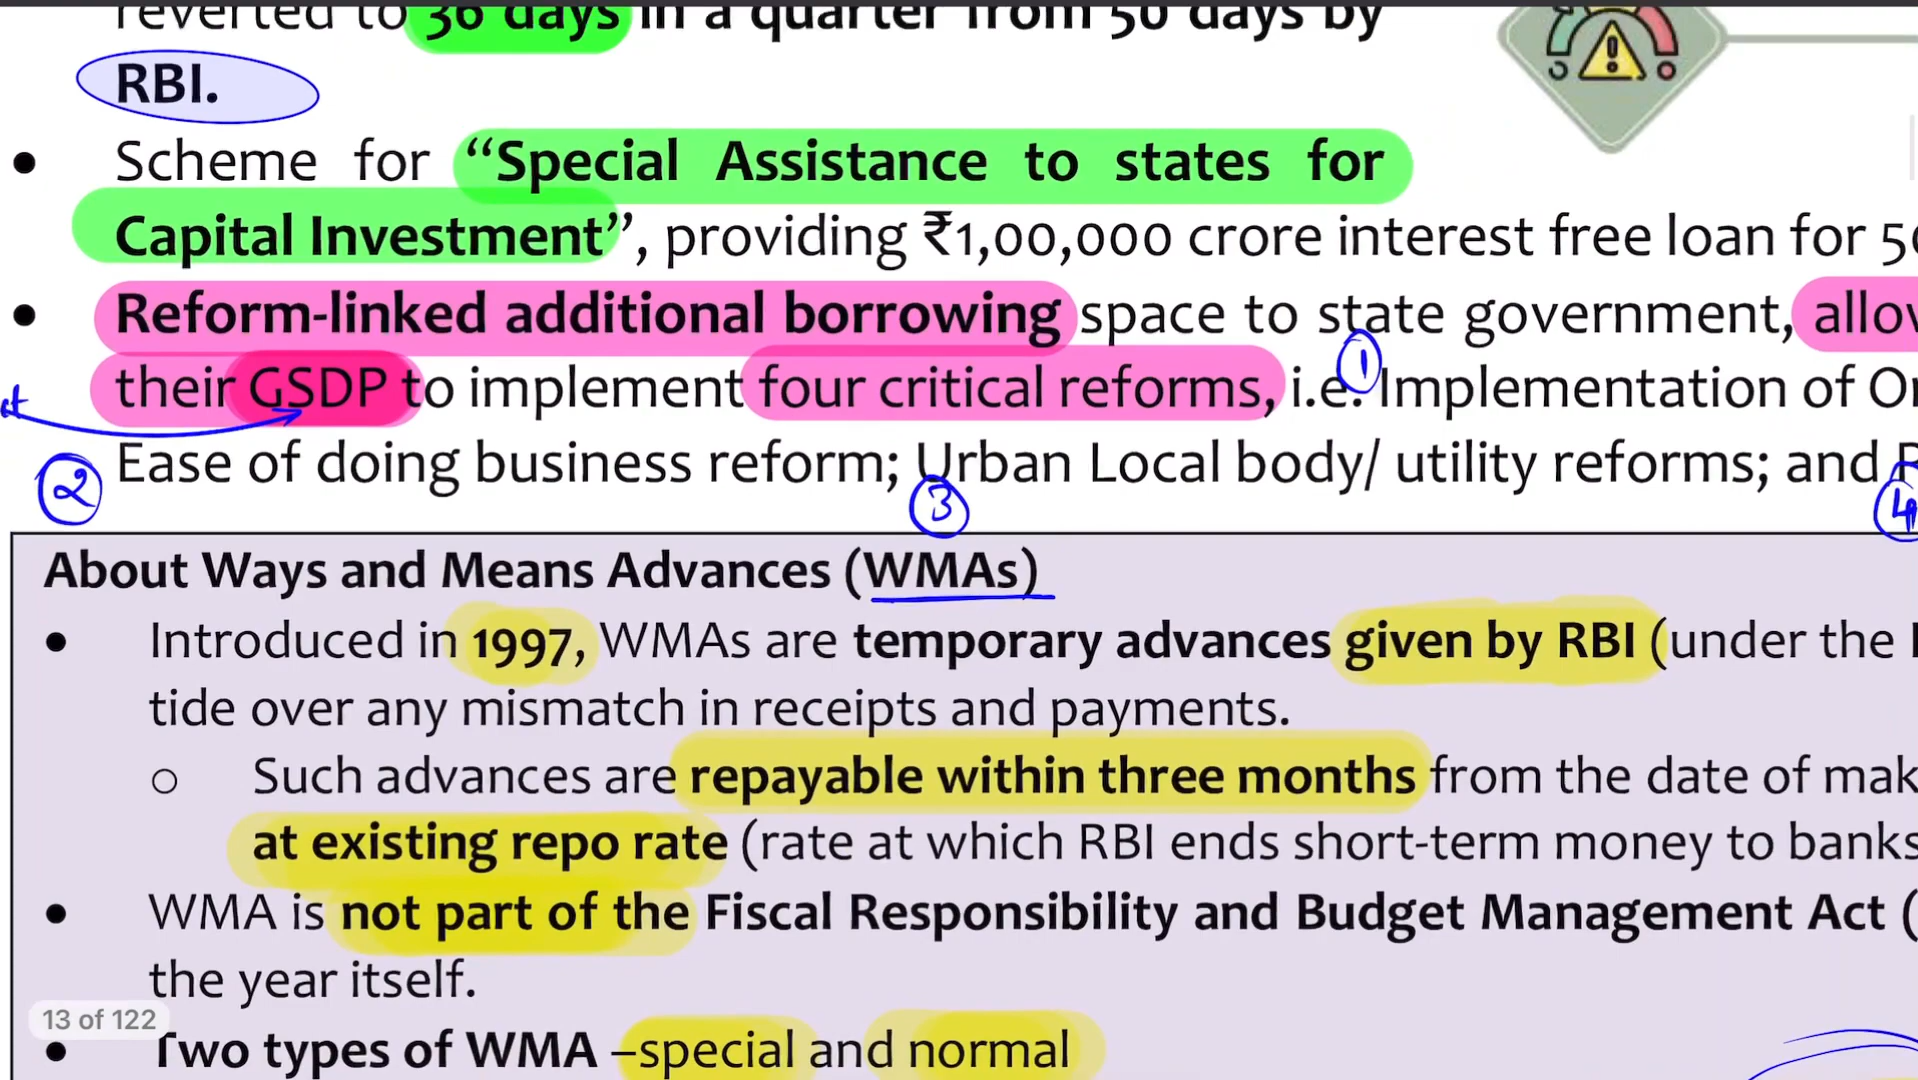 reverted to 36 days in a quarter from 50 days by
RBI.
• Scheme for “Special Assistance to states for
Capital Investment”, providing ₹1,00,000 crore interest free loan for
• Reform-linked additional borrowing space to state government,
their GSDP to implement four critical reforms, i.e. Implementation of
Ease of doing business reform; Urban Local body/ utility reforms; and
1
2
3
4
About Ways and Means Advances (WMAs)
• Introduced in 1997, WMAs are temporary advances given by RBI (under the
tide over any mismatch in receipts and payments.
o Such advances are repayable within three months from the date of
at existing repo rate (rate at which RBI ends short-term money to banks
• WMA is not part of the Fiscal Responsibility and Budget Management Act (
the year itself.
13 of 122
• Two types of WMA –special and normal